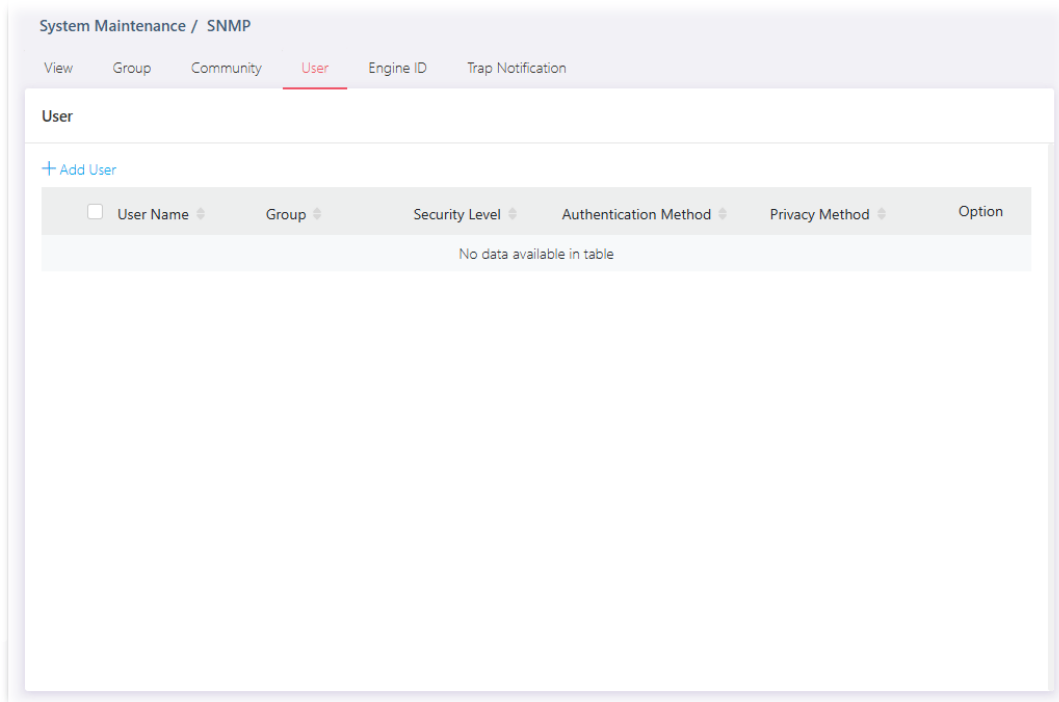 System Maintenance / SNMP
View Group Community User Engine ID Trap Notification
User
+ Add User
User Name Group Security Level Authentication Method Privacy Method Option
No data available in table